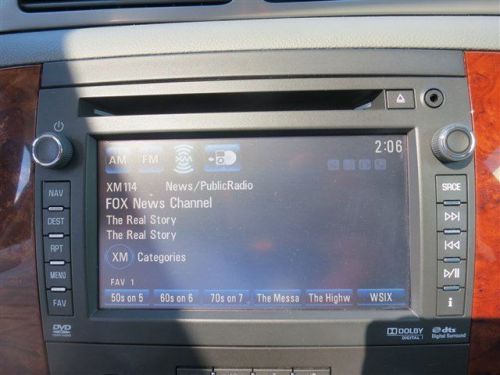 AM FM XM 2:06
XM114 News/PublicRadio
FOX News Channel
The Real Story
The Real Story
XM Categories
FAV 1
50s on 5 60s on 6 70s on 7 The Messa The Highw WSIX
NAV
DEST
RPT
MENU
FAV
SRCE
i
DVD
DOLBY
DIGITAL
dts
Digital Surround